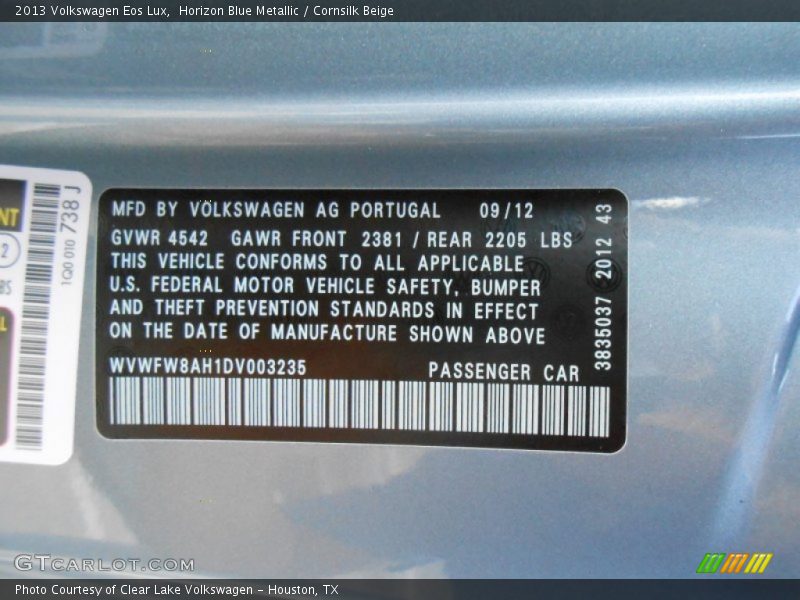 2013 Volkswagen Eos Lux,  Horizon Blue Metallic / Cornsilk Beige
NT
2
BS
L
1Q0 010 738 J
MFD BY VOLKSWAGEN AG PORTUGAL 09/12
GVWR 4542 GAWR FRONT 2381 / REAR 2205 LBS
THIS VEHICLE CONFORMS TO ALL APPLICABLE
U.S. FEDERAL MOTOR VEHICLE SAFETY, BUMPER
AND THEFT PREVENTION STANDARDS IN EFFECT
ON THE DATE OF MANUFACTURE SHOWN ABOVE
WVWFW8AH1DV003235 PASSENGER CAR
3835037 2012 43
GTCARLOT.COM
Photo Courtesy of Clear Lake Volkswagen – Houston, TX